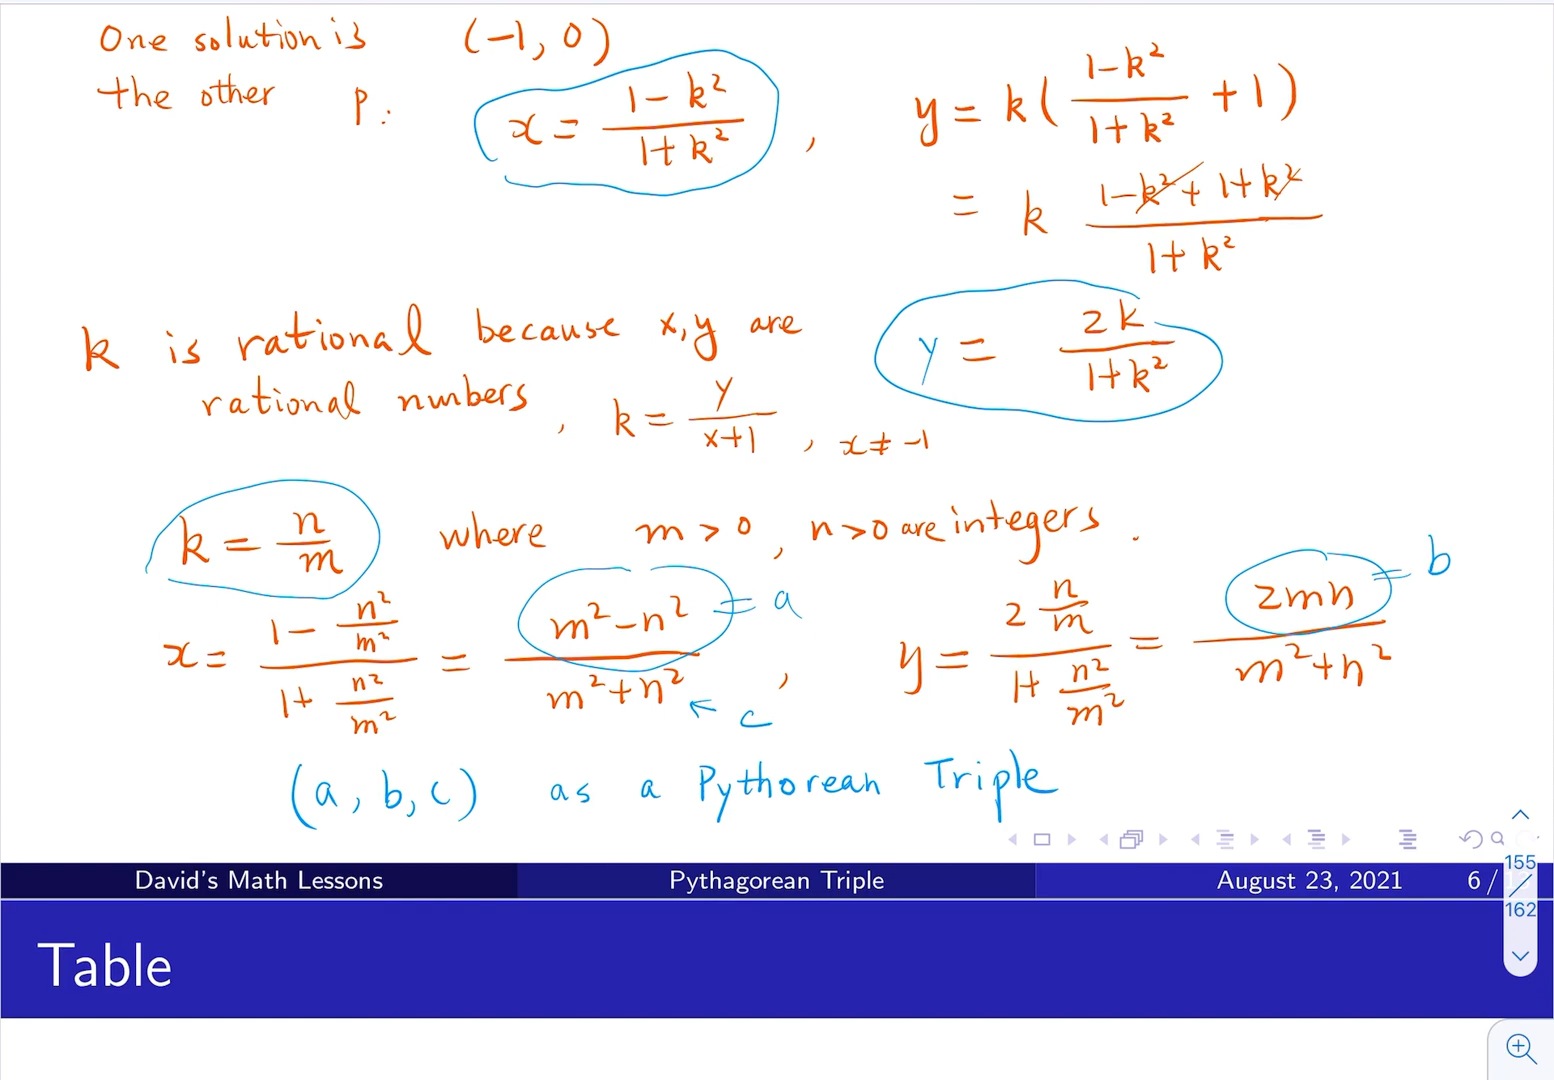 One solution is (-1, 0)
the other P: x = (1 - k²)/(1 + k²) , y = k( (1 - k²)/(1 + k²) + 1)
= k (1 - k² + 1 + k²)/(1 + k²)
k is rational because x, y are
y = 2k/(1 + k²)
rational numbers , k = y/(x+1) , x ≠ -1
k = n/m where m > 0 , n > 0 are integers .
x = (1 - n²/m²)/(1 + n²/m²) = (m² - n²)/(m² + n²) , y = (2 n/m)/(1 + n²/m²) = 2mn/(m² + n²)
= a
= b
← c
(a, b, c) as a Pythorean Triple
David's Math Lessons Pythagorean Triple August 23, 2021 6 /
155
162
Table